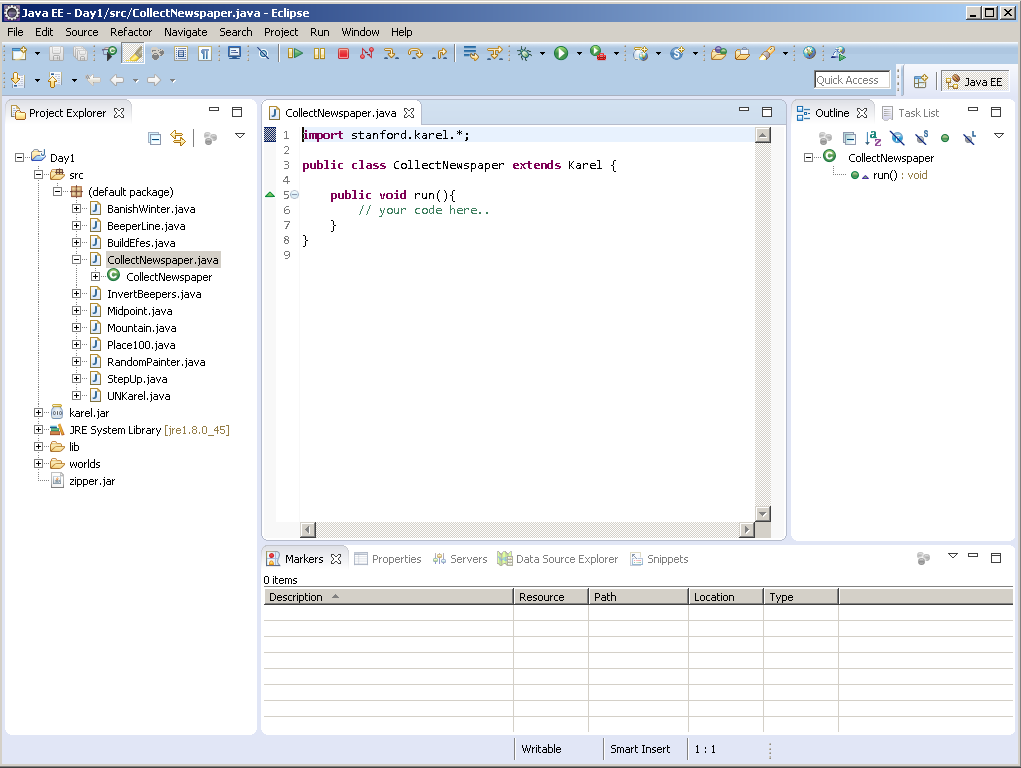 Java EE - Day1/src/CollectNewspaper.java - Eclipse
File Edit Source Refactor Navigate Search Project Run Window Help
Quick Access
Java EE
Project Explorer
Day1
src
(default package)
BanishWinter.java
BeeperLine.java
BuildEfes.java
CollectNewspaper.java
CollectNewspaper
InvertBeepers.java
Midpoint.java
Mountain.java
Place100.java
RandomPainter.java
StepUp.java
UNKarel.java
karel.jar
JRE System Library [jre1.8.0_45]
lib
worlds
zipper.jar
CollectNewspaper.java
1 import stanford.karel.*;
2
3 public class CollectNewspaper extends Karel {
4
5 public void run(){
6 // your code here..
7 }
8 }
9
Outline Task List
CollectNewspaper
run() : void
Markers Properties Servers Data Source Explorer Snippets
0 items
Description Resource Path Location Type
Writable Smart Insert 1 : 1